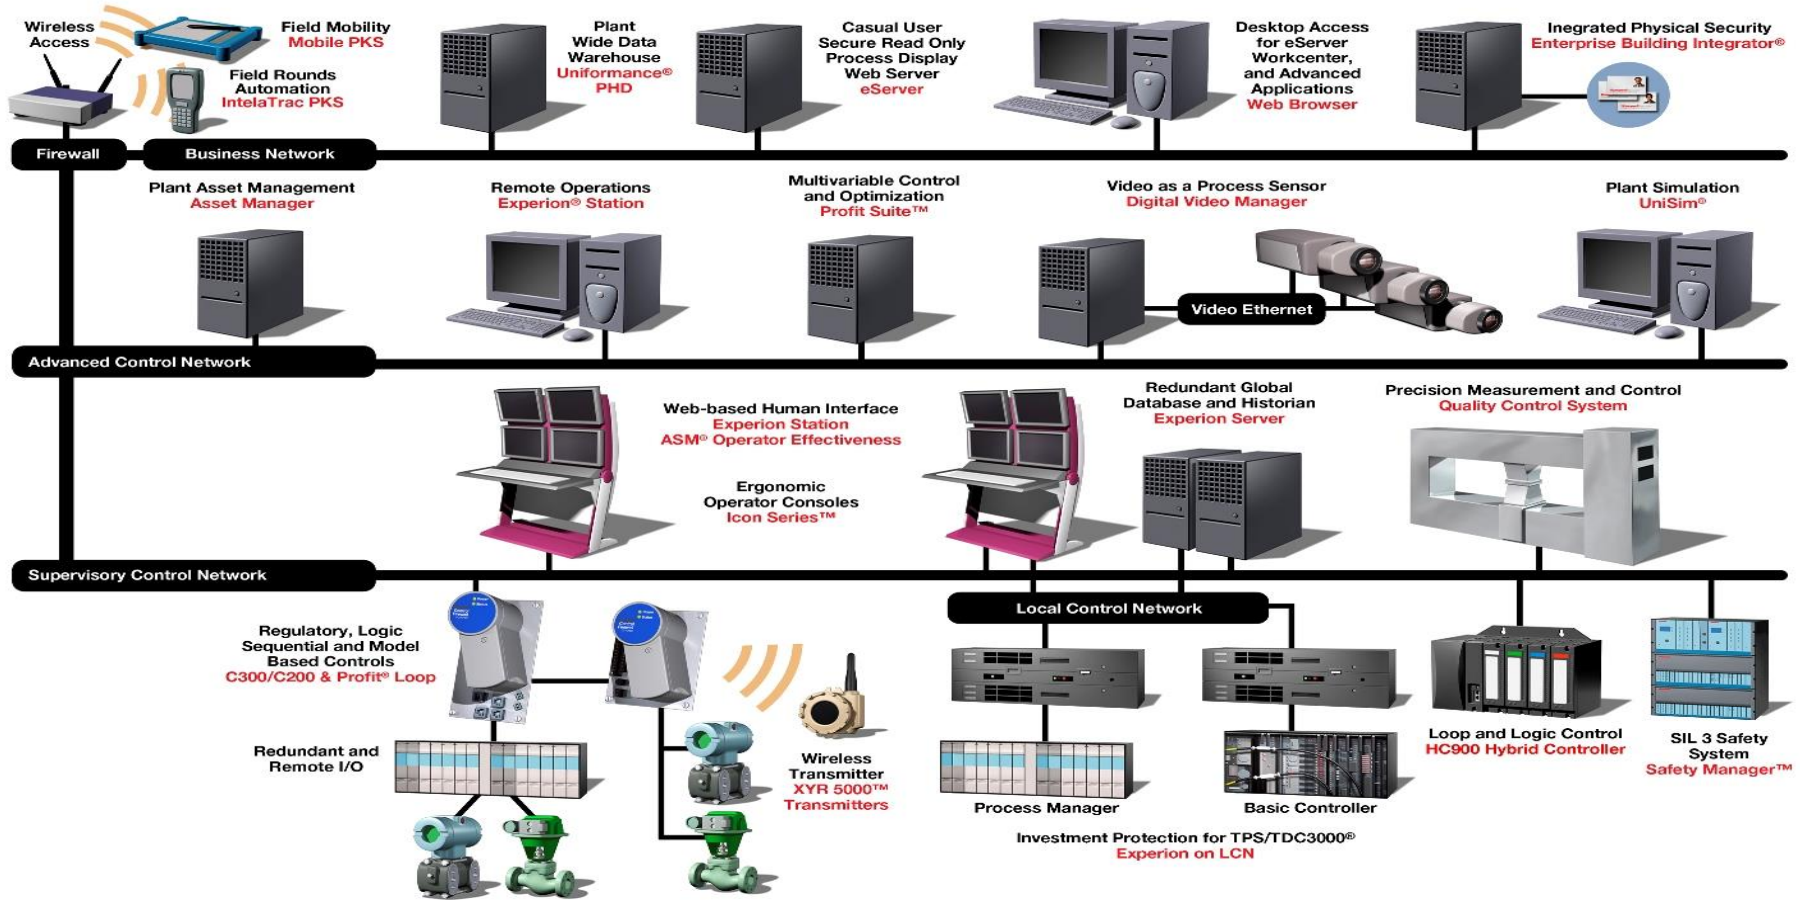 Wireless
Access
Field Mobility
Mobile PKS
Field Rounds
Automation
IntelaTrac PKS
Plant
Wide Data
Warehouse
Uniformance®
PHD
Casual User
Secure Read Only
Process Display
Web Server
eServer
Desktop Access
for eServer
Workcenter,
and Advanced
Applications
Web Browser
Inegrated Physical Security
Enterprise Building Integrator®
Firewall
Business Network
Plant Asset Management
Asset Manager
Remote Operations
Experion® Station
Multivariable Control
and Optimization
Profit Suite™
Video as a Process Sensor
Digital Video Manager
Plant Simulation
UniSim®
Video Ethernet
Advanced Control Network
Web-based Human Interface
Experion Station
ASM® Operator Effectiveness
Ergonomic
Operator Consoles
Icon Series™
Redundant Global
Database and Historian
Experion Server
Precision Measurement and Control
Quality Control System
Supervisory Control Network
Local Control Network
Regulatory, Logic
Sequential and Model
Based Controls
C300/C200 & Profit® Loop
Redundant and
Remote I/O
Wireless
Transmitter
XYR 5000™
Transmitters
Process Manager
Basic Controller
Investment Protection for TPS/TDC3000®
Experion on LCN
Loop and Logic Control
HC900 Hybrid Controller
SIL 3 Safety
System
Safety Manager™